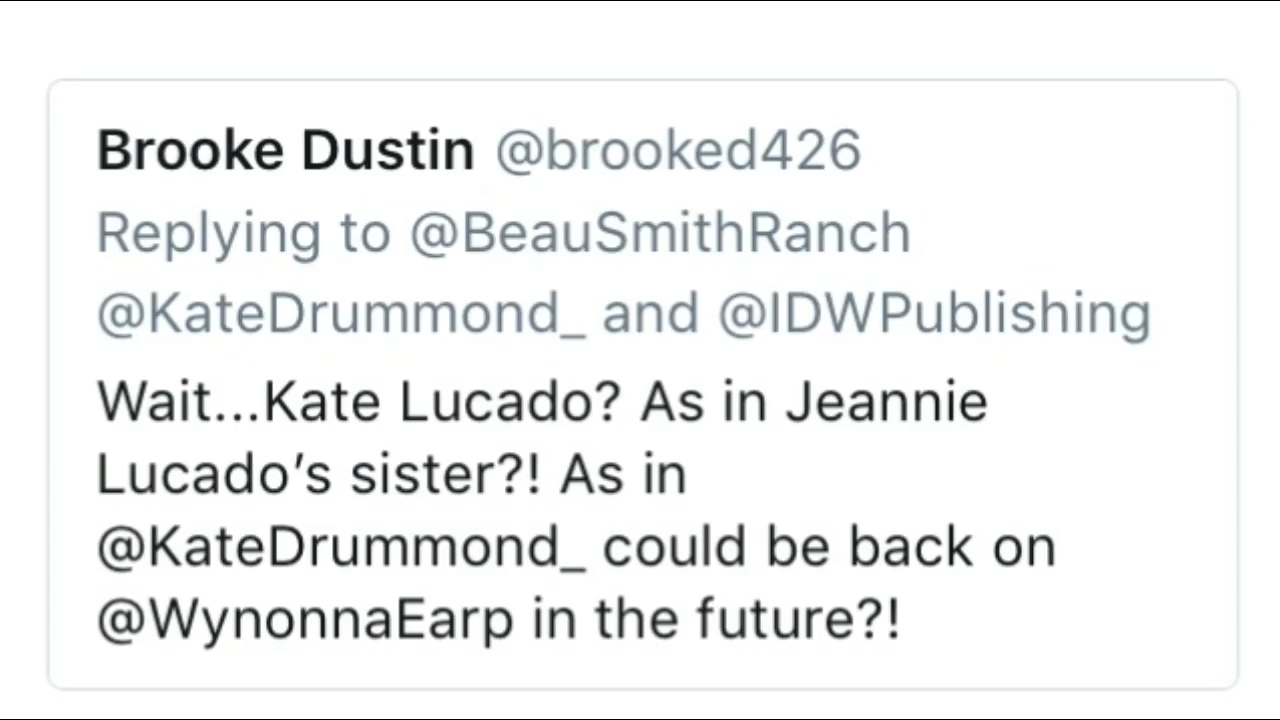 Brooke Dustin @brooked426
Replying to @BeauSmithRanch
@KateDrummond_ and @IDWPublishing
Wait...Kate Lucado? As in Jeannie
Lucado’s sister?! As in
@KateDrummond_ could be back on
@WynonnaEarp in the future?!